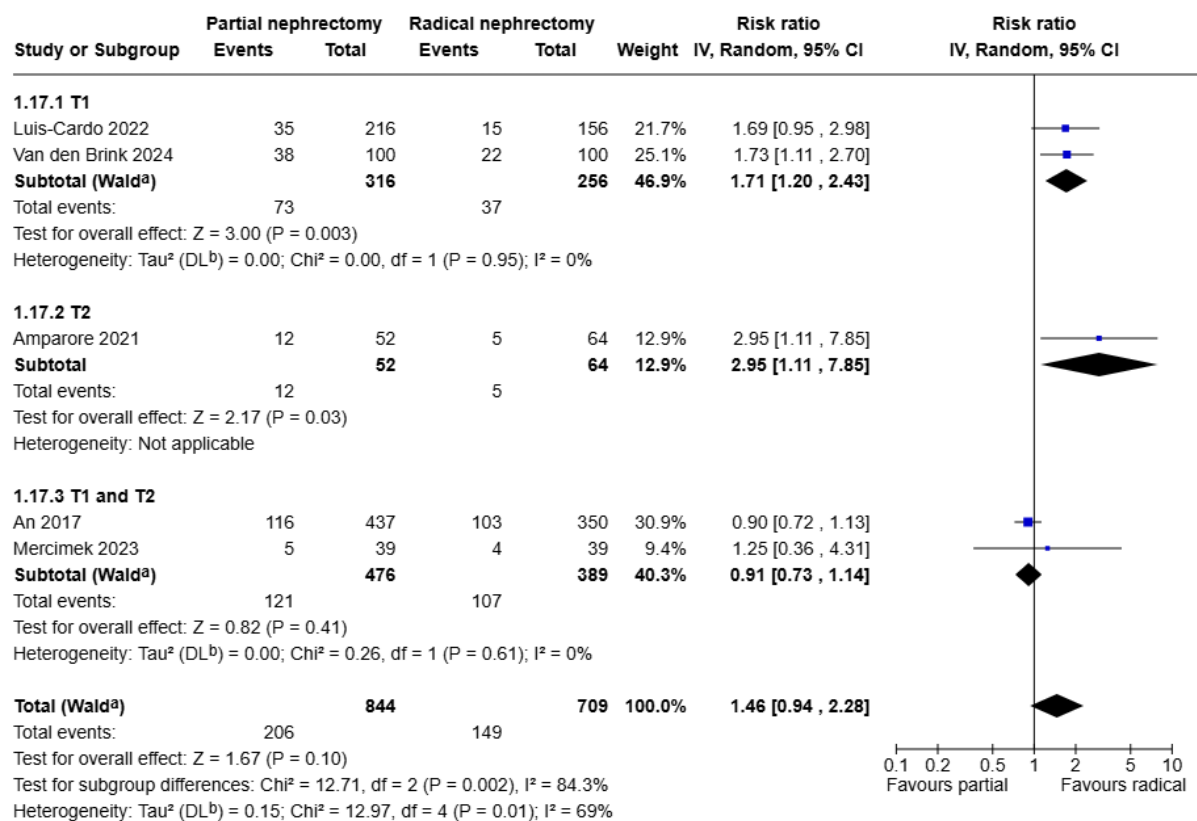 Partial nephrectomy Radical nephrectomy Risk ratio Risk ratio
Study or Subgroup Events Total Events Total Weight IV, Random, 95% CI IV, Random, 95% CI
1.17.1 T1
Luis-Cardo 2022 35 216 15 156 21.7% 1.69 [0.95 , 2.98]
Van den Brink 2024 38 100 22 100 25.1% 1.73 [1.11 , 2.70]
Subtotal (Waldᵃ) 316 256 46.9% 1.71 [1.20 , 2.43]
Total events: 73 37
Test for overall effect: Z = 3.00 (P = 0.003)
Heterogeneity: Tau² (DLᵇ) = 0.00; Chi² = 0.00, df = 1 (P = 0.95); I² = 0%
1.17.2 T2
Amparore 2021 12 52 5 64 12.9% 2.95 [1.11 , 7.85]
Subtotal 52 64 12.9% 2.95 [1.11 , 7.85]
Total events: 12 5
Test for overall effect: Z = 2.17 (P = 0.03)
Heterogeneity: Not applicable
1.17.3 T1 and T2
An 2017 116 437 103 350 30.9% 0.90 [0.72 , 1.13]
Mercimek 2023 5 39 4 39 9.4% 1.25 [0.36 , 4.31]
Subtotal (Waldᵃ) 476 389 40.3% 0.91 [0.73 , 1.14]
Total events: 121 107
Test for overall effect: Z = 0.82 (P = 0.41)
Heterogeneity: Tau² (DLᵇ) = 0.00; Chi² = 0.26, df = 1 (P = 0.61); I² = 0%
Total (Waldᵃ) 844 709 100.0% 1.46 [0.94 , 2.28]
Total events: 206 149
Test for overall effect: Z = 1.67 (P = 0.10)
Test for subgroup differences: Chi² = 12.71, df = 2 (P = 0.002), I² = 84.3%
Heterogeneity: Tau² (DLᵇ) = 0.15; Chi² = 12.97, df = 4 (P = 0.01); I² = 69%
0.1 0.2 0.5 1 2 5 10
Favours partial Favours radical